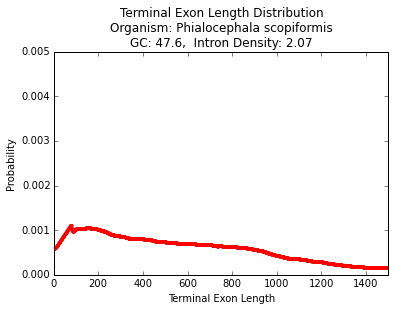 Terminal Exon Length Distribution
Organism: Phialocephala scopiformis
GC: 47.6,  Intron Density: 2.07
0.005
0.004
0.003
0.002
0.001
0.000
Probability
0 200 400 600 800 1000 1200 1400
Terminal Exon Length